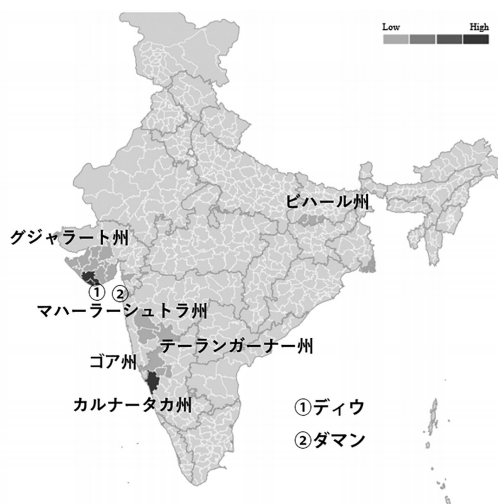 Low High
ビハール州
グジャラート州
① ②
マハーラーシュトラ州
テーランガーナー州
ゴア州
カルナータカ州
①ディウ
②ダマン